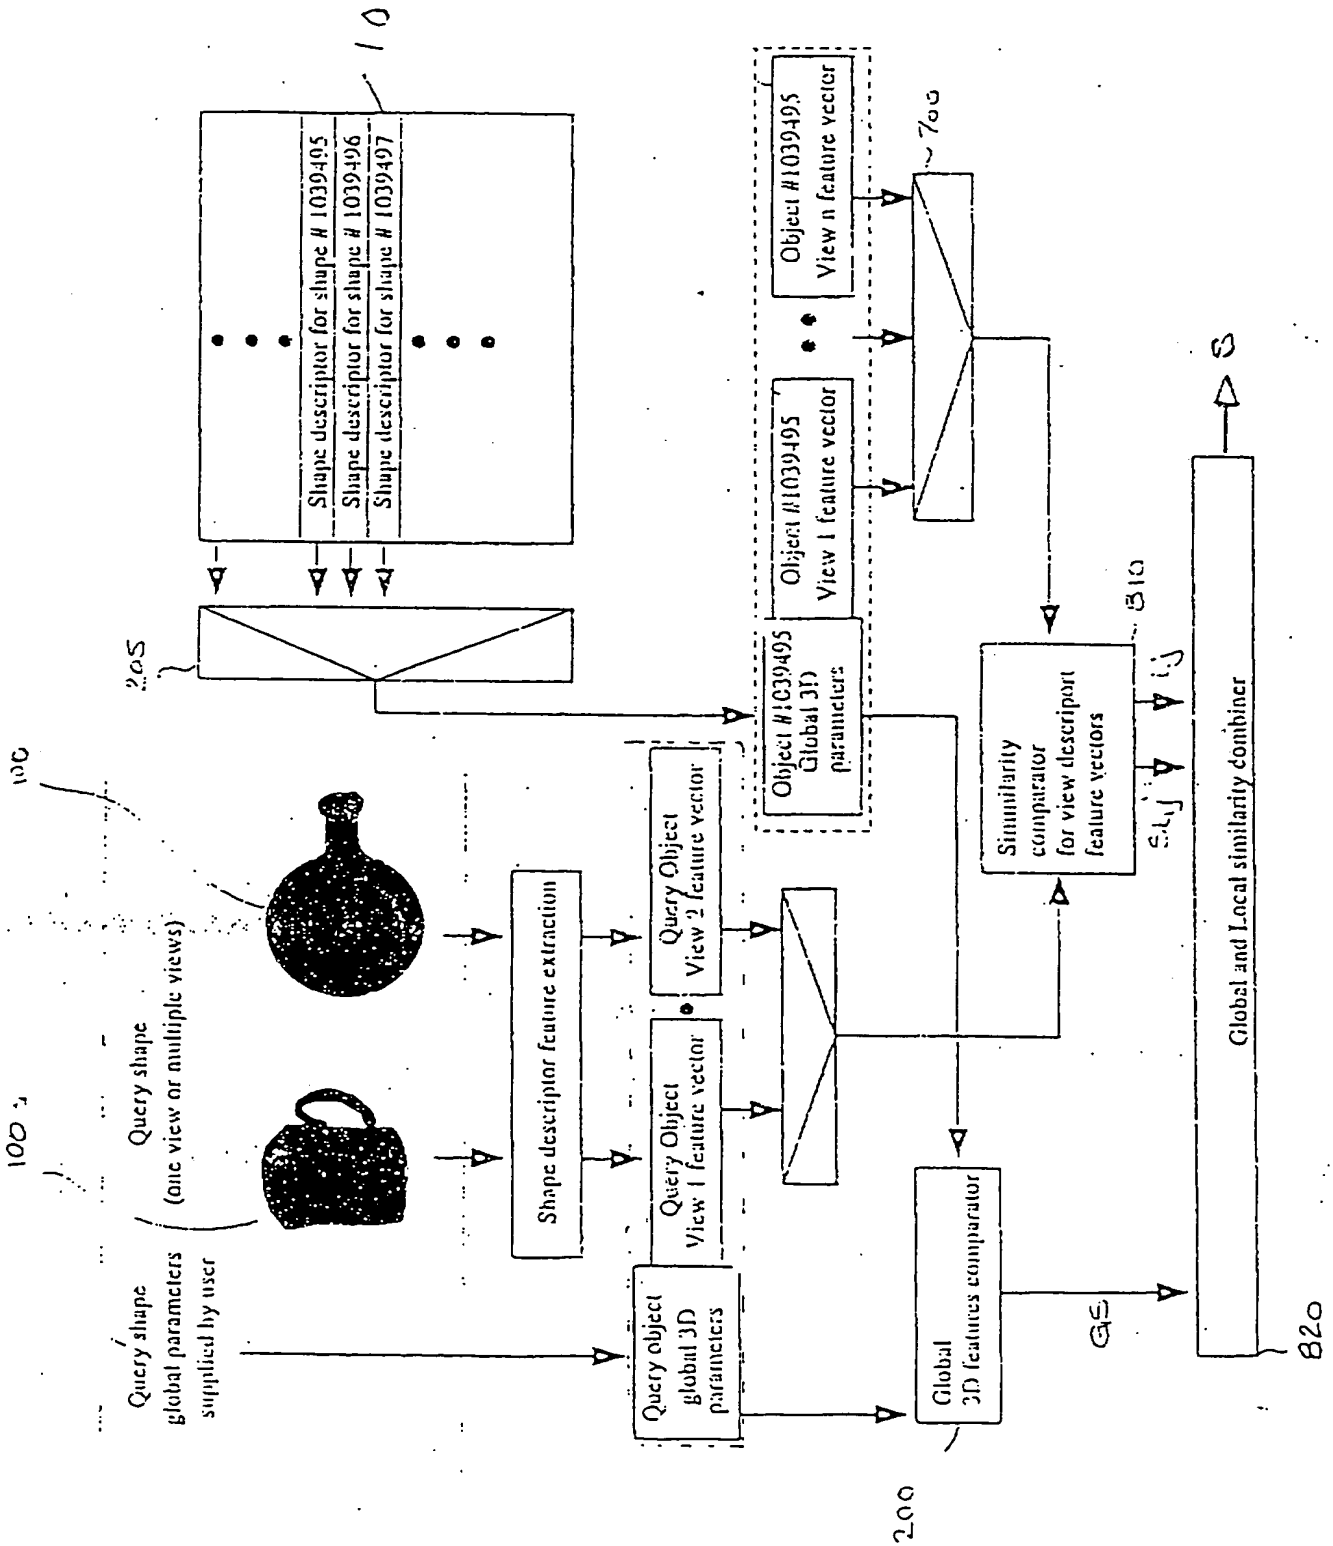 100
100
Query shape
global parameters
supplied by user
Query shape
(one view or multiple views)
Shape descriptor feature extraction
Query object
global 3D
parameters
Query Object
View 1 feature vector
Query Object
View 2 feature vector
205
10
Shape descriptor for shape # 1039495
Shape descriptor for shape # 1039496
Shape descriptor for shape # 1039497
Object #1039495
Global 3D
parameters
Object #1039495
View 1 feature vector
Object #1039495
View n feature vector
700
200
Global
3D features comparator
Simmilarity
comparator
for view descriport
feature vectors
810
GS
i,j
Global and Local similarity dombiner
820
S